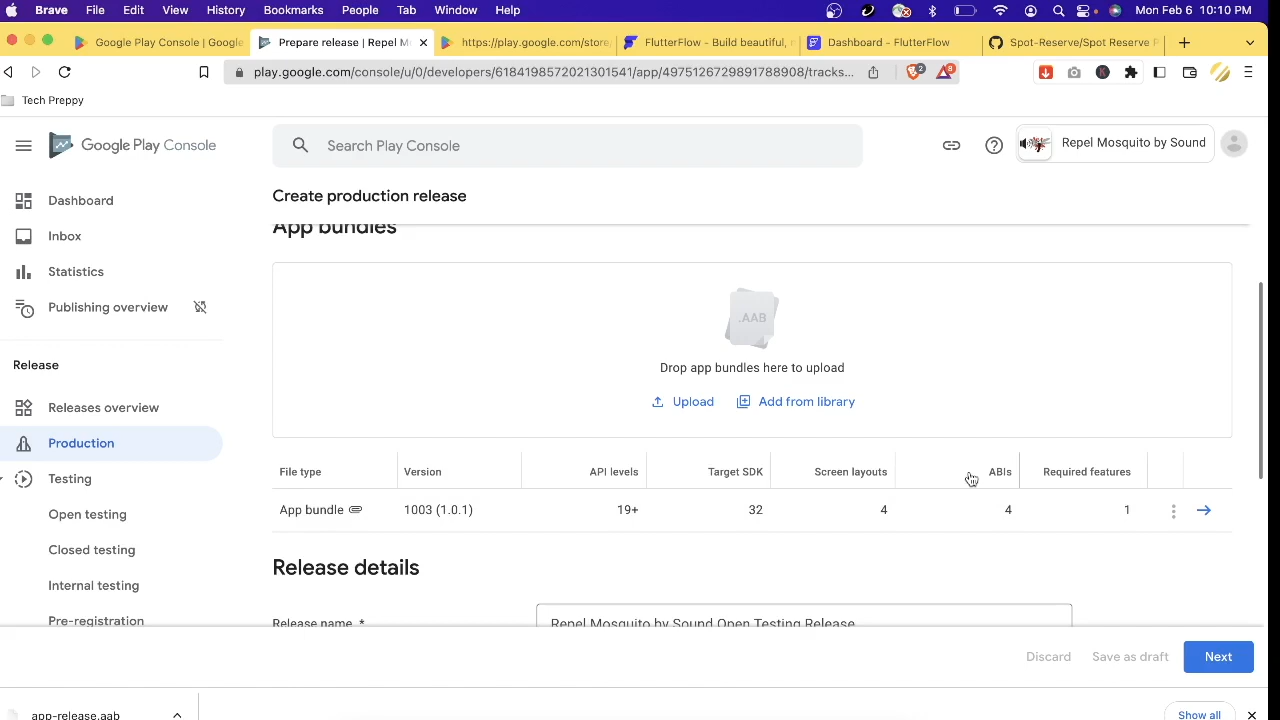 Brave File Edit View History Bookmarks People Tab Window Help Mon Feb 6 10:10 PM
Google Play Console | Google
Prepare release | Repel M
https://play.google.com/store
FlutterFlow - Build beautiful,
Dashboard - FlutterFlow
Spot-Reserve/Spot Reserve P
play.google.com/console/u/0/developers/6184198572021301541/app/4975126729891788908/tracks...
2
8
Tech Preppy
Google Play Console
Search Play Console
Repel Mosquito by Sound
Create production release
Dashboard
Inbox
Statistics
Publishing overview
Release
Releases overview
Production
Testing
Open testing
Closed testing
Internal testing
Pre-registration
App bundles
.AAB
Drop app bundles here to upload
Upload Add from library
File type Version API levels Target SDK Screen layouts ABIs Required features
App bundle 1003 (1.0.1) 19+ 32 4 4 1
Release details
Release name *
Repel Mosquito by Sound Open Testing Release
Discard Save as draft Next
app-release.aab
Show all